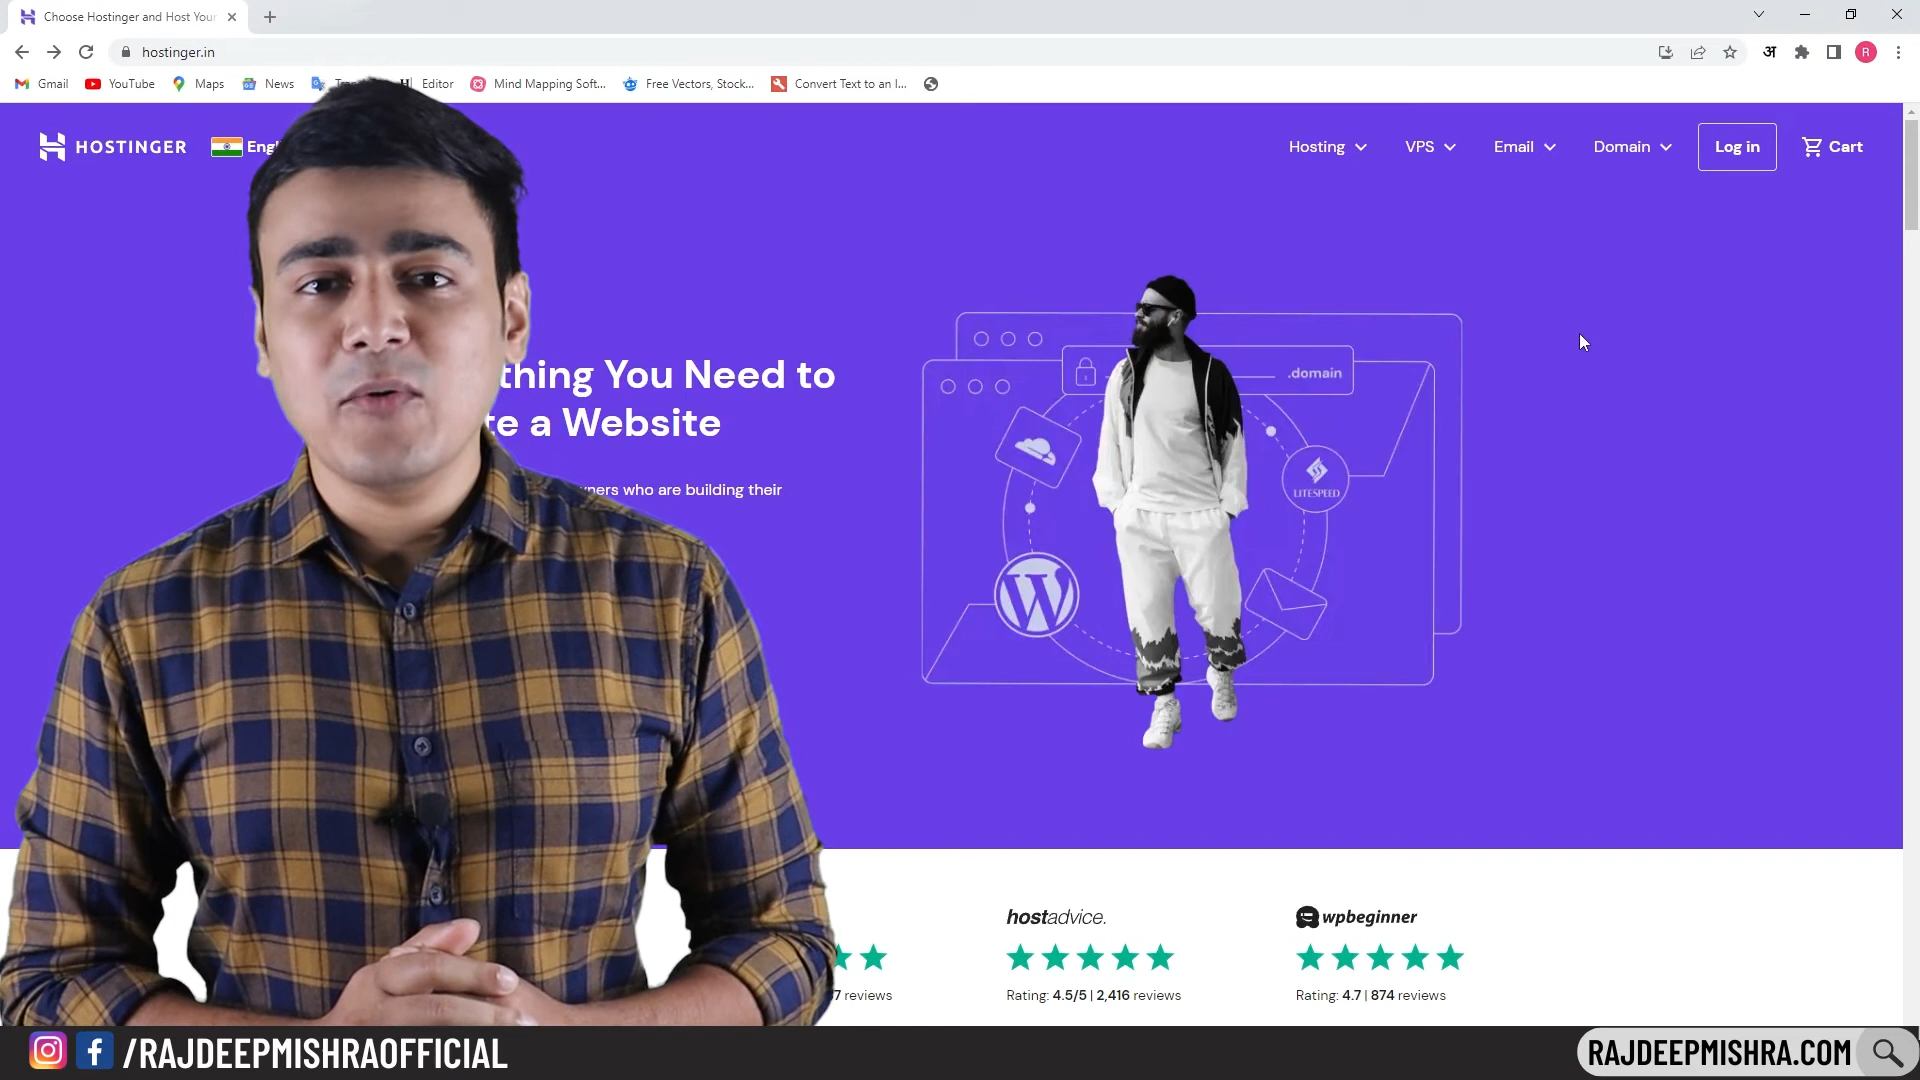 Choose Hostinger and Host Your
hostinger.in
अ
R
Gmail
YouTube
Maps
News
Editor
Mind Mapping Soft...
Free Vectors, Stock...
Convert Text to an I...
HOSTINGER
Engl
Hosting
VPS
Email
Domain
Log in
Cart
thing You Need to
te a Website
ners who are building their
.domain
LITESPEED
hostadvice.
wpbeginner
7 reviews
Rating: 4.5/5 | 2,416 reviews
Rating: 4.7 | 874 reviews
/RAJDEEPMISHRAOFFICIAL
RAJDEEPMISHRA.COM